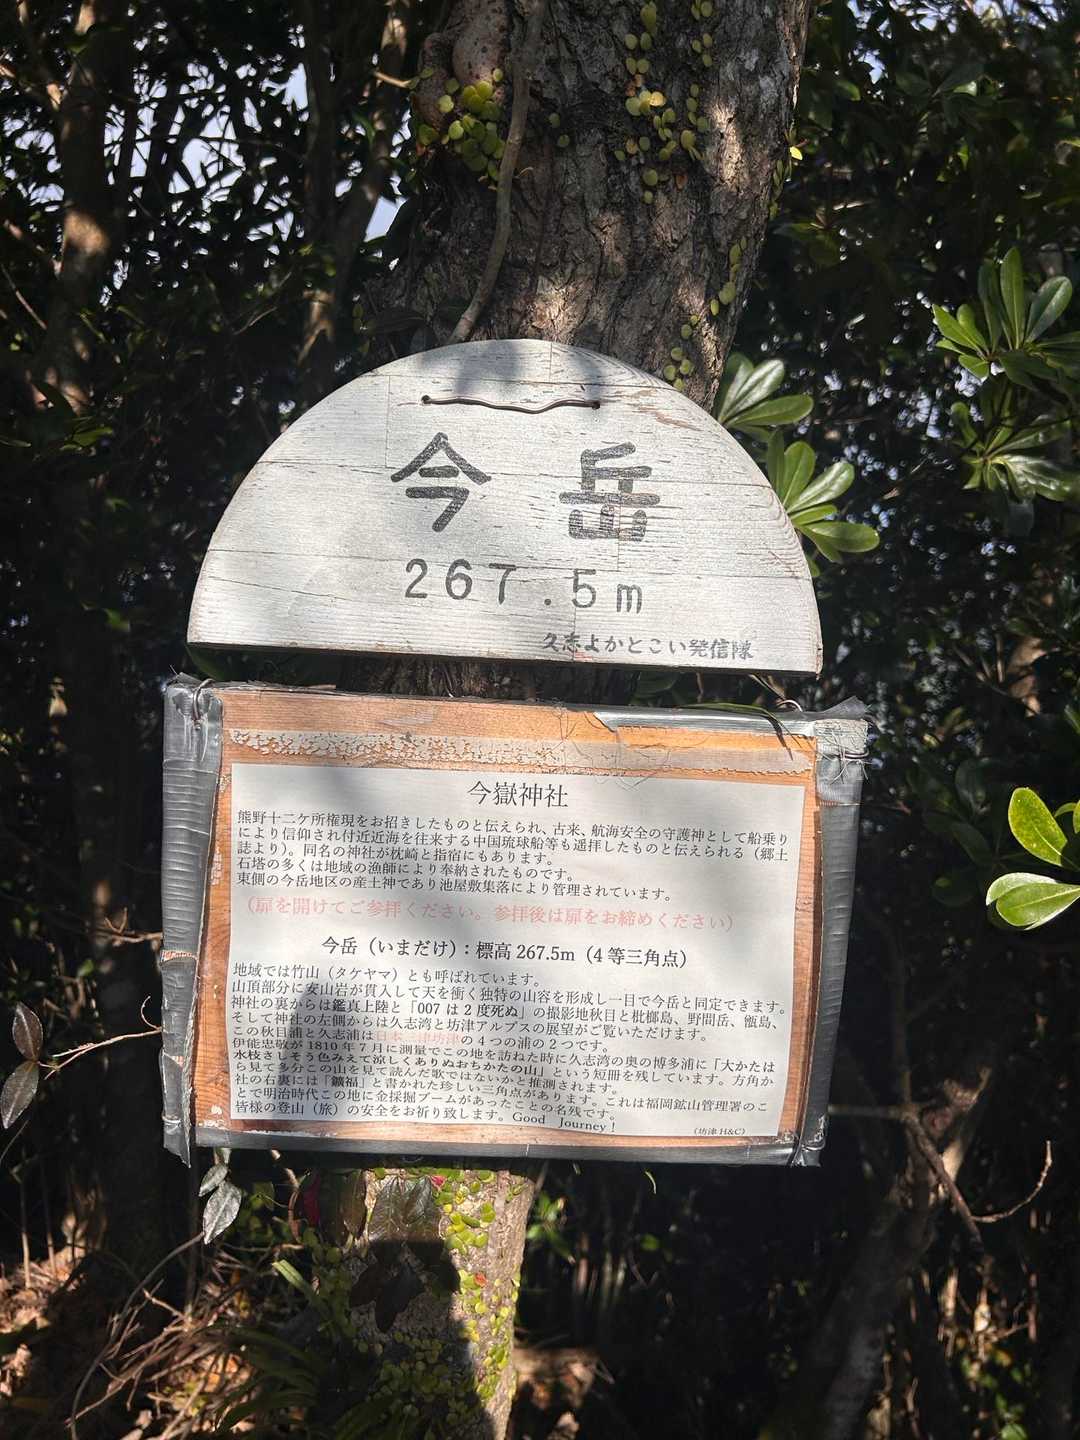 今岳
267.5m
久志よかとこい発信隊
今嶽神社
熊野十二ケ所権現をお招きしたものと伝えられ、古来、航海安全の守護神として船乗り
により信仰され付近近海を往来する中国琉球船等も遥拝したものと伝えられる（郷土
誌より）。同名の神社が枕崎と指宿にもあります。
石塔の多くは地域の漁師により奉納されたものです。
東側の今岳地区の産土神であり池屋敷集落により管理されています。
（扉を開けてご参拝ください。参拝後は扉をお締めください）
今岳（いまだけ）：標高 267.5m（4 等三角点）
地域では竹山（タケヤマ）とも呼ばれています。
山頂部分に安山岩が貫入して天を衝く独特の山容を形成し一目で今岳と同定できます。
神社の裏からは鑑真上陸と「007 は 2 度死ぬ」の撮影地秋目と枇榔島、野間岳、甑島、
そして神社の左側からは久志湾と坊津アルプスの展望がご覧いただけます。
この秋目浦と久志浦は日本三津坊津の 4 つの浦の 2 つです。
伊能忠敬が 1810 年 7 月に測量でこの地を訪ねた時に久志湾の奥の博多浦に「大かたは
水枝さしそう色みえて涼しくありぬおちかたの山」という短冊を残しています。方角か
ら見て多分この山を見て読んだ歌ではないかと推測されます。
社の右裏には「鑛福」と書かれた珍しい三角点があります。これは福岡鉱山管理署のこ
とで明治時代この地に金採掘ブームがあったことの名残です。
皆様の登山（旅）の安全をお祈り致します。Good Journey！
（坊津 H&C）